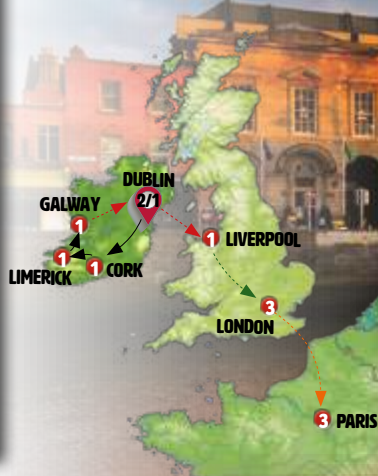 DUBLIN
2/1
GALWAY
1
LIMERICK
1
1 CORK
1 LIVERPOOL
3
LONDON
3 PARIS